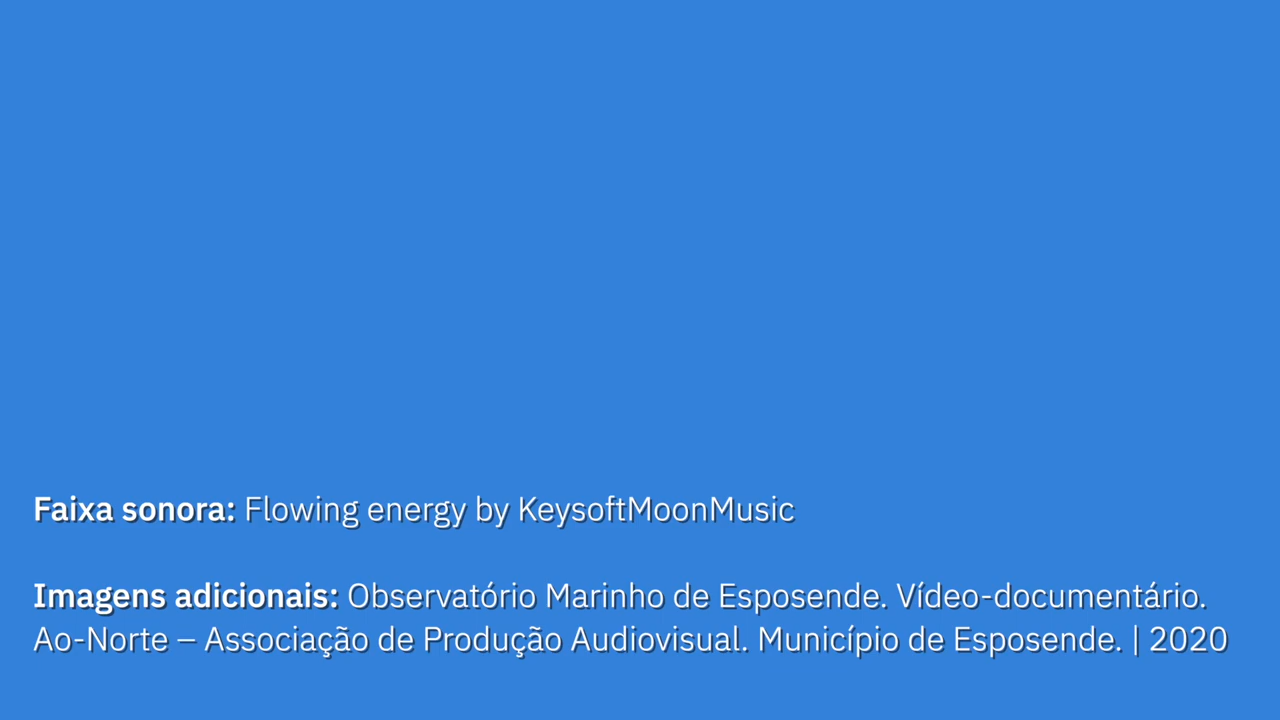 Faixa sonora: Flowing energy by KeysoftMoonMusic
Imagens adicionais: Observatório Marinho de Esposende. Vídeo-documentário.
Ao-Norte – Associação de Produção Audiovisual. Município de Esposende. | 2020